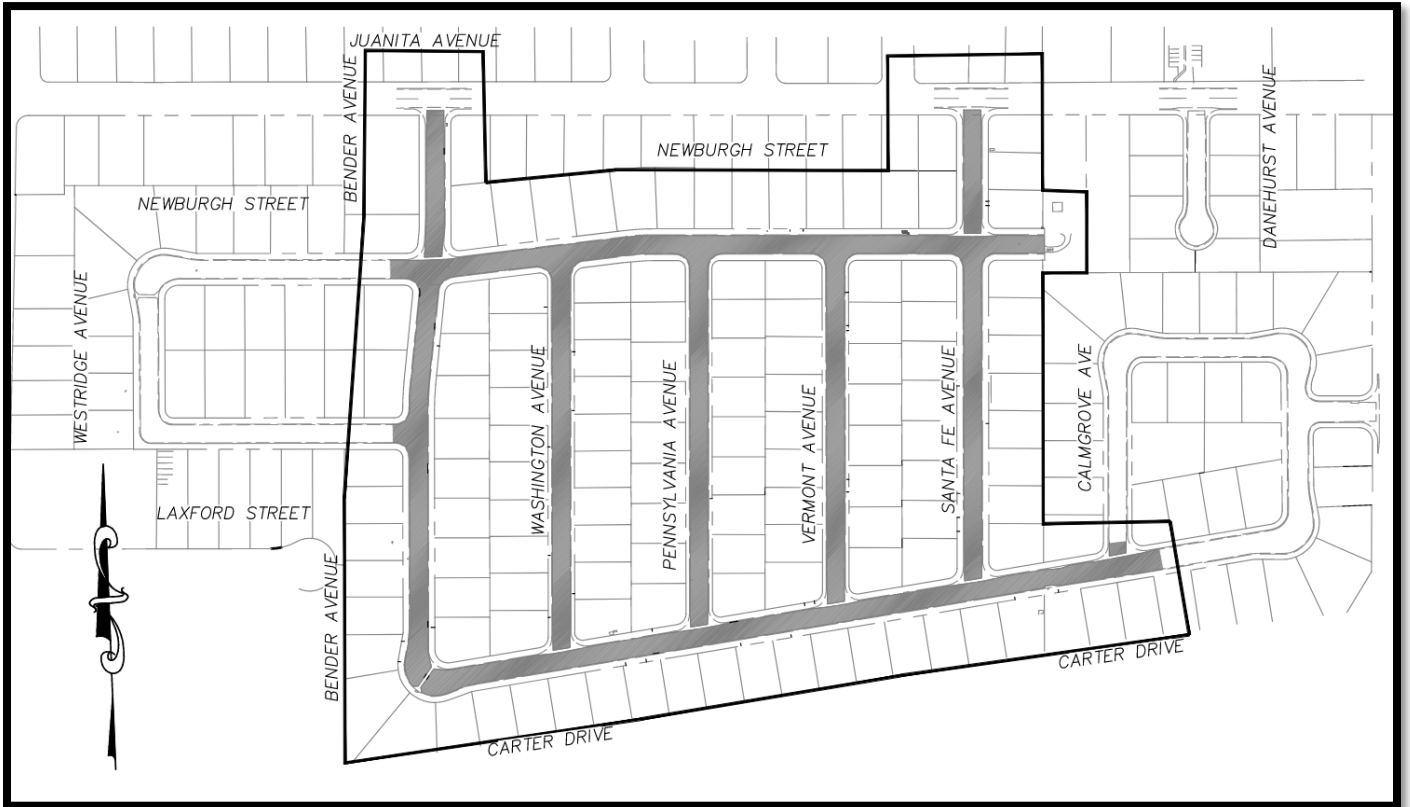 JUANITA AVENUE
BENDER AVENUE
DANEHURST AVENUE
NEWBURGH STREET
NEWBURGH STREET
WESTRIDGE AVENUE
WASHINGTON AVENUE
PENNSYLVANIA AVENUE
VERMONT AVENUE
SANTA FE AVENUE
CALMGROVE AVE
LAXFORD STREET
BENDER AVENUE
CARTER DRIVE
CARTER DRIVE